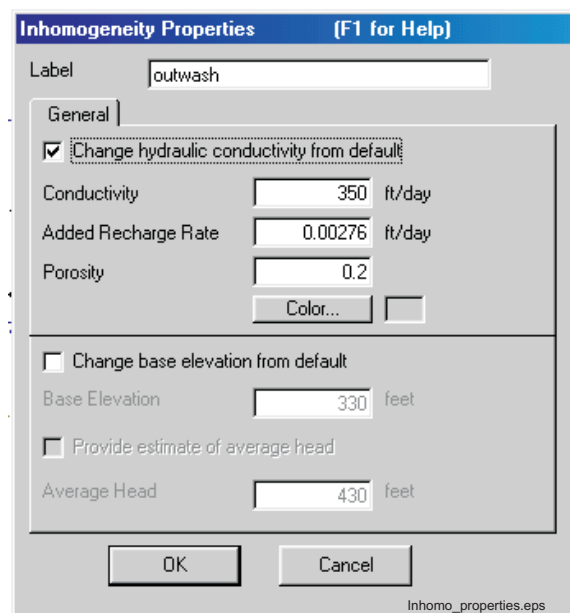 Inhomogeneity Properties (F1 for Help)
Label outwash
General
Change hydraulic conductivity from default
Conductivity 350 ft/day
Added Recharge Rate 0.00276 ft/day
Porosity 0.2
Color...
Change base elevation from default
Base Elevation 330 feet
Provide estimate of average head
Average Head 430 feet
OK Cancel
Inhomo_properties.eps